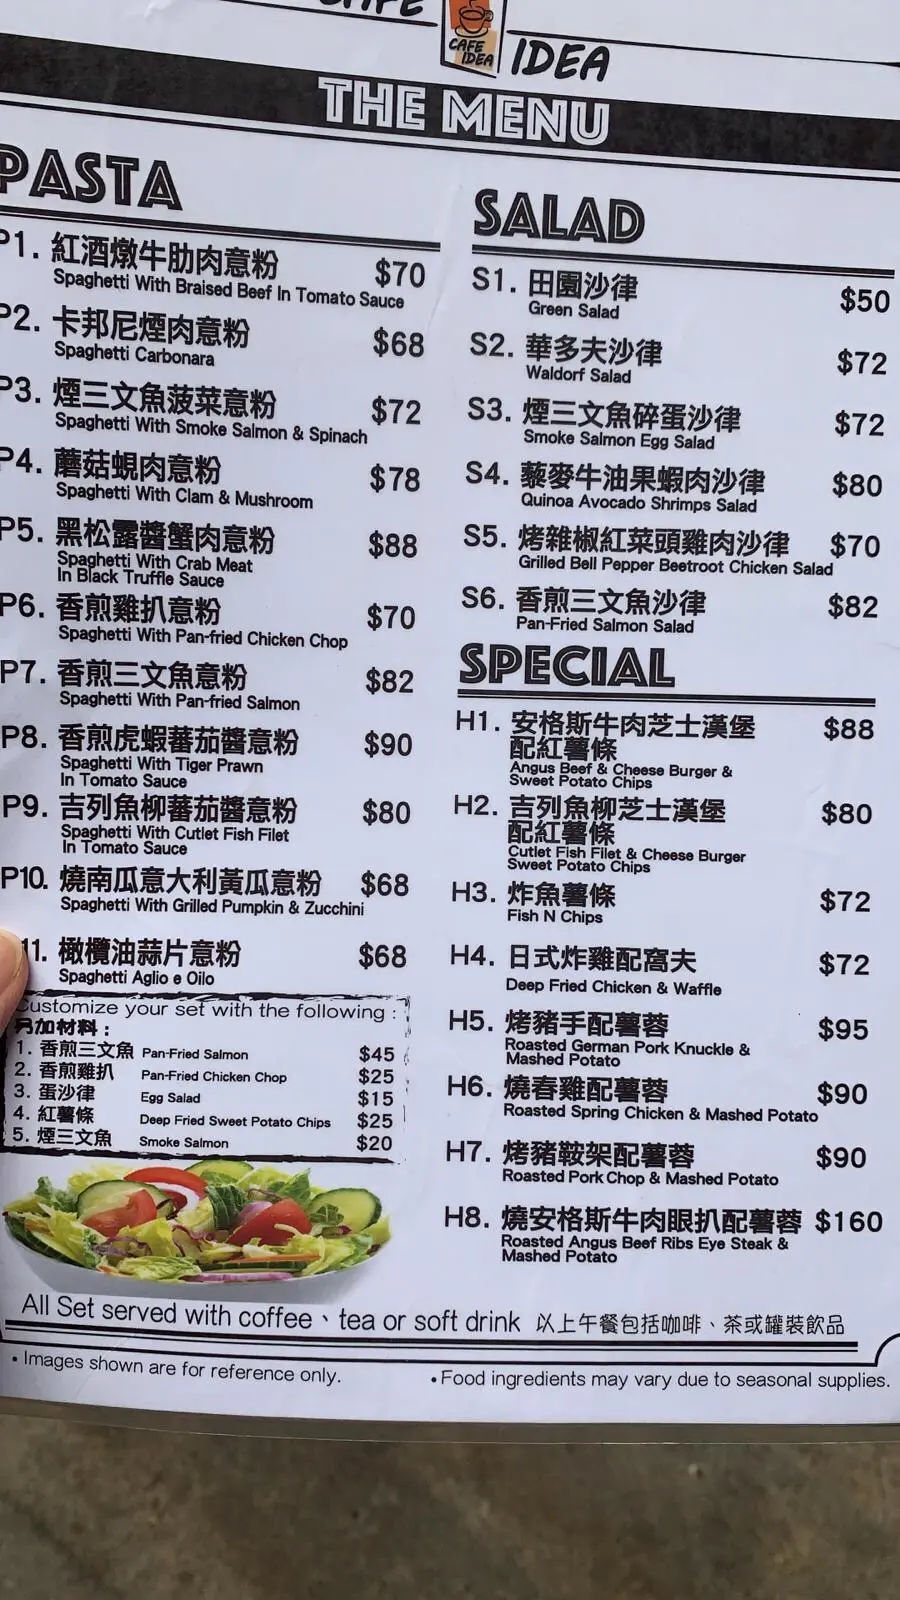 CAFE
CAFE
IDEA
IDEA
THE MENU
PASTA
P1. 紅酒燉牛肋肉意粉 $70
Spaghetti With Braised Beef In Tomato Sauce
P2. 卡邦尼煙肉意粉 $68
Spaghetti Carbonara
P3. 煙三文魚菠菜意粉 $72
Spaghetti With Smoke Salmon & Spinach
P4. 蘑菇蜆肉意粉 $78
Spaghetti With Clam & Mushroom
P5. 黑松露醬蟹肉意粉 $88
Spaghetti With Crab Meat
In Black Truffle Sauce
P6. 香煎雞扒意粉 $70
Spaghetti With Pan-fried Chicken Chop
P7. 香煎三文魚意粉 $82
Spaghetti With Pan-fried Salmon
P8. 香煎虎蝦蕃茄醬意粉 $90
Spaghetti With Tiger Prawn
In Tomato Sauce
P9. 吉列魚柳蕃茄醬意粉 $80
Spaghetti With Cutlet Fish Filet
In Tomato Sauce
P10. 燒南瓜意大利黃瓜意粉 $68
Spaghetti With Grilled Pumpkin & Zucchini
11. 橄欖油蒜片意粉 $68
Spaghetti Aglio e Oilo
Customize your set with the following :
另加材料 :
1. 香煎三文魚 Pan-Fried Salmon $45
2. 香煎雞扒 Pan-Fried Chicken Chop $25
3. 蛋沙律 Egg Salad $15
4. 紅薯條 Deep Fried Sweet Potato Chips $25
5. 煙三文魚 Smoke Salmon $20
SALAD
S1. 田園沙律 $50
Green Salad
S2. 華多夫沙律 $72
Waldorf Salad
S3. 煙三文魚碎蛋沙律 $72
Smoke Salmon Egg Salad
S4. 藜麥牛油果蝦肉沙律 $80
Quinoa Avocado Shrimps Salad
S5. 烤雜椒紅菜頭雞肉沙律 $70
Grilled Bell Pepper Beetroot Chicken Salad
S6. 香煎三文魚沙律 $82
Pan-Fried Salmon Salad
SPECIAL
H1. 安格斯牛肉芝士漢堡 $88
配紅薯條
Angus Beef & Cheese Burger &
Sweet Potato Chips
H2. 吉列魚柳芝士漢堡 $80
配紅薯條
Cutlet Fish Filet & Cheese Burger
Sweet Potato Chips
H3. 炸魚薯條 $72
Fish N Chips
H4. 日式炸雞配窩夫 $72
Deep Fried Chicken & Waffle
H5. 烤豬手配薯蓉 $95
Roasted German Pork Knuckle &
Mashed Potato
H6. 燒春雞配薯蓉 $90
Roasted Spring Chicken & Mashed Potato
H7. 烤豬鞍架配薯蓉 $90
Roasted Pork Chop & Mashed Potato
H8. 燒安格斯牛肉眼扒配薯蓉 $160
Roasted Angus Beef Ribs Eye Steak &
Mashed Potato
All Set served with coffee、tea or soft drink 以上午餐包括咖啡、茶或罐裝飲品
• Images shown are for reference only.
• Food ingredients may vary due to seasonal supplies.